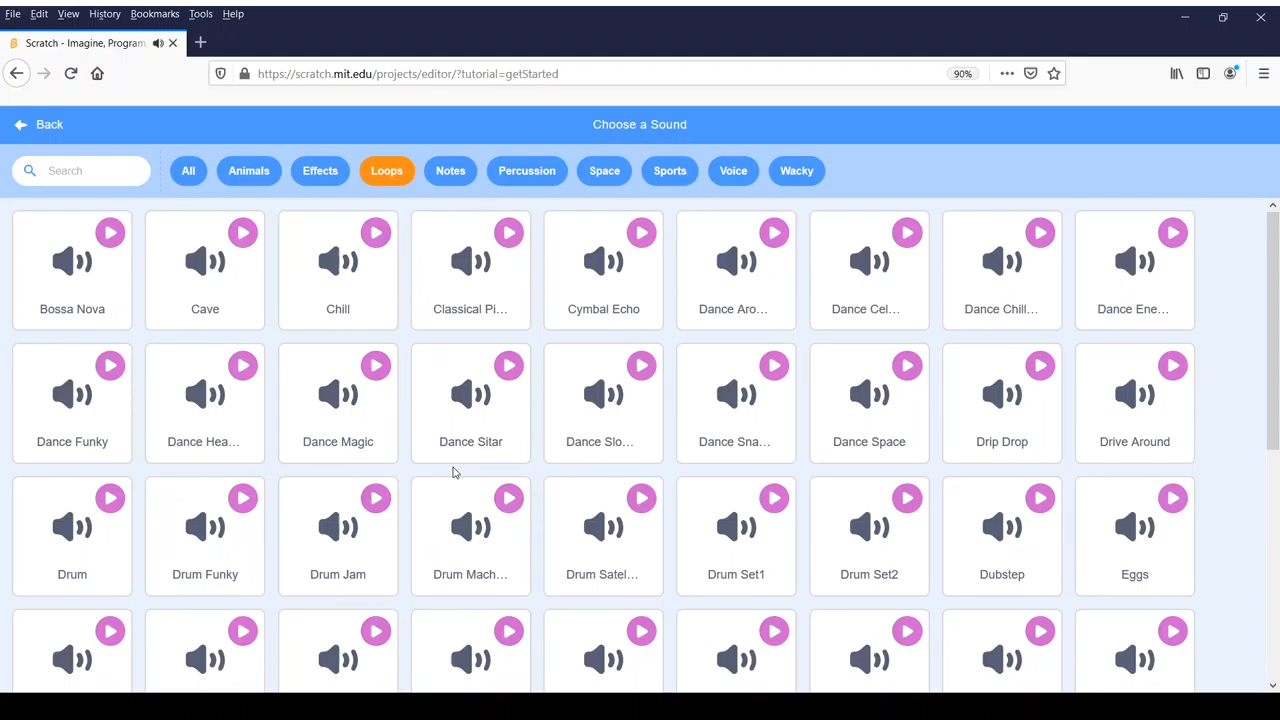 File Edit View History Bookmarks Tools Help
Scratch - Imagine, Program,
https://scratch.mit.edu/projects/editor/?tutorial=getStarted
90%
Back
Choose a Sound
Search
All
Animals
Effects
Loops
Notes
Percussion
Space
Sports
Voice
Wacky
Bossa Nova
Cave
Chill
Classical Pi...
Cymbal Echo
Dance Aro...
Dance Cel...
Dance Chill...
Dance Ene...
Dance Funky
Dance Hea...
Dance Magic
Dance Sitar
Dance Slo...
Dance Sna...
Dance Space
Drip Drop
Drive Around
Drum
Drum Funky
Drum Jam
Drum Mach...
Drum Satel...
Drum Set1
Drum Set2
Dubstep
Eggs